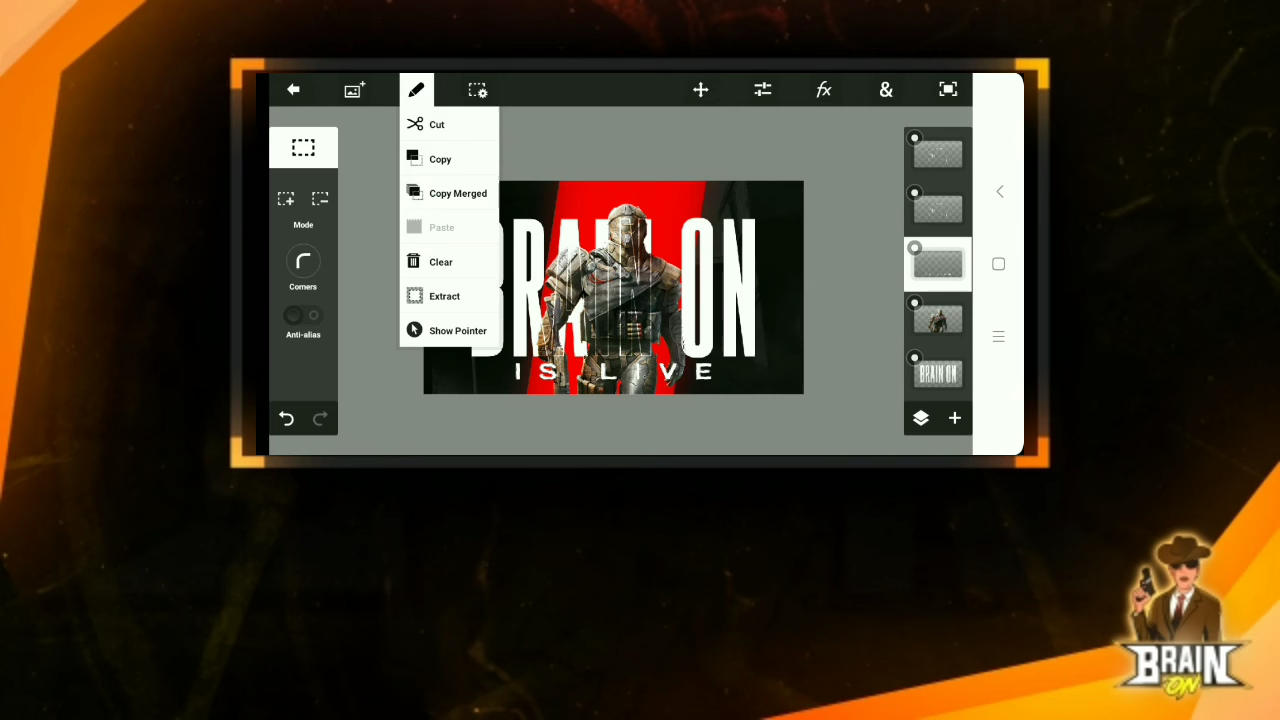 fx
&
Cut
Copy
Copy Merged
Paste
Clear
Extract
Show Pointer
Mode
Corners
Anti-alias
BRAIN ON
IS LIVE
BRAIN ON
BRAIN
ON